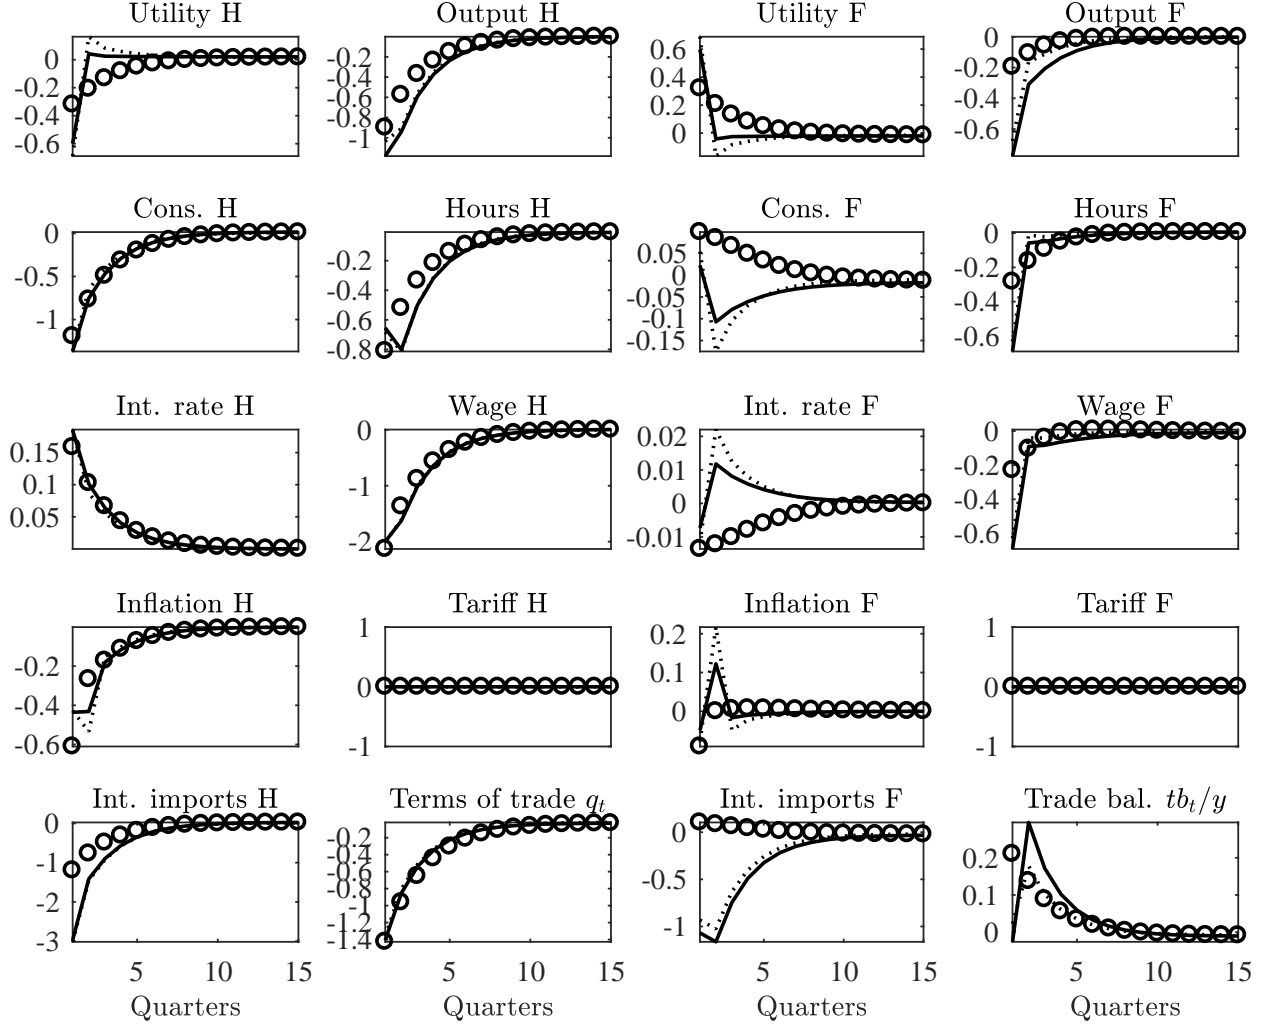 Utility H
Output H
Utility F
Output F
0
-0.2
-0.4
-0.6
-0.2
-0.4
-0.6
-0.8
-1
0.6
0.4
0.2
0
0
-0.2
-0.4
-0.6
Cons. H
Hours H
Cons. F
Hours F
0
-0.5
-1
-0.2
-0.4
-0.6
-0.8
0.05
0
-0.05
-0.1
-0.15
0
-0.2
-0.4
-0.6
Int. rate H
Wage H
Int. rate F
Wage F
0.15
0.1
0.05
0
-1
-2
0.02
0.01
0
-0.01
0
-0.2
-0.4
-0.6
Inflation H
Tariff H
Inflation F
Tariff F
-0.2
-0.4
-0.6
1
0
-1
0.2
0.1
0
1
0
-1
Int. imports H
Terms of trade qt
Int. imports F
Trade bal. tbt/y
0
-1
-2
-3
-0.2
-0.4
-0.6
-0.8
-1
-1.2
-1.4
0
-0.5
-1
0.2
0.1
0
5 10 15
5 10 15
5 10 15
5 10 15
Quarters
Quarters
Quarters
Quarters